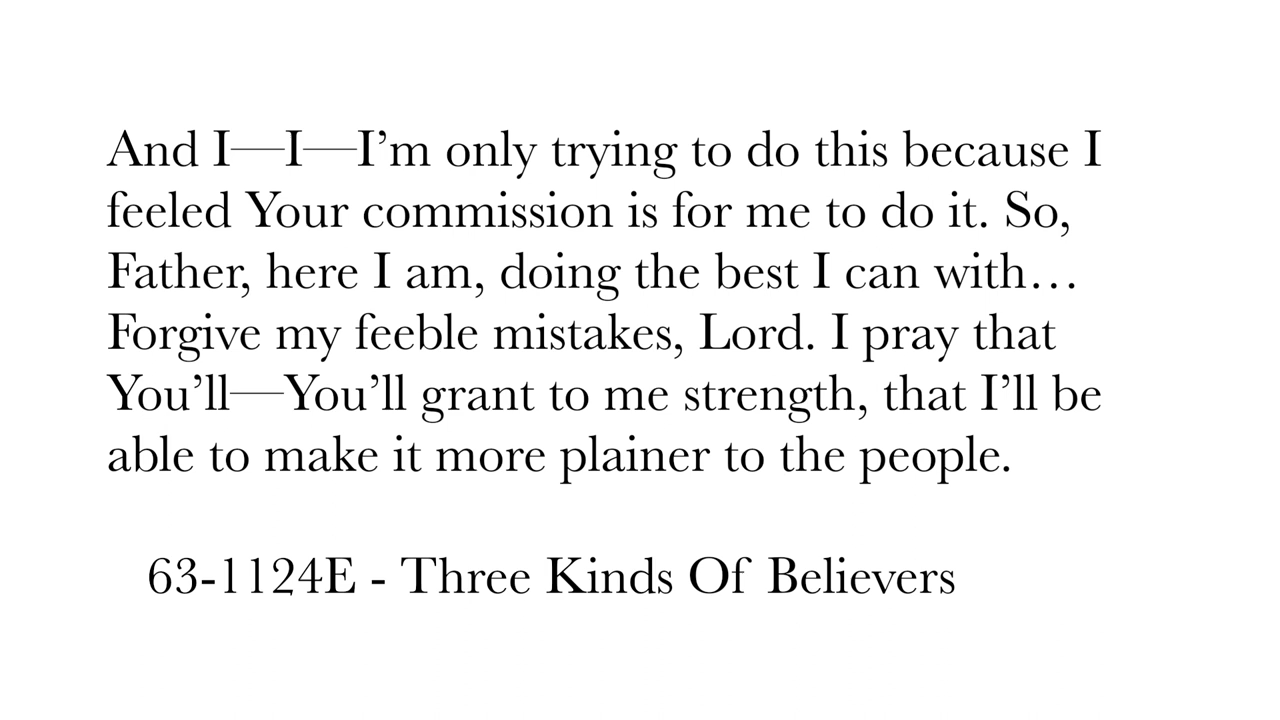 And I—I—I’m only trying to do this because I
feeled Your commission is for me to do it. So,
Father, here I am, doing the best I can with…
Forgive my feeble mistakes, Lord. I pray that
You’ll—You’ll grant to me strength, that I’ll be
able to make it more plainer to the people.
63-1124E - Three Kinds Of Believers